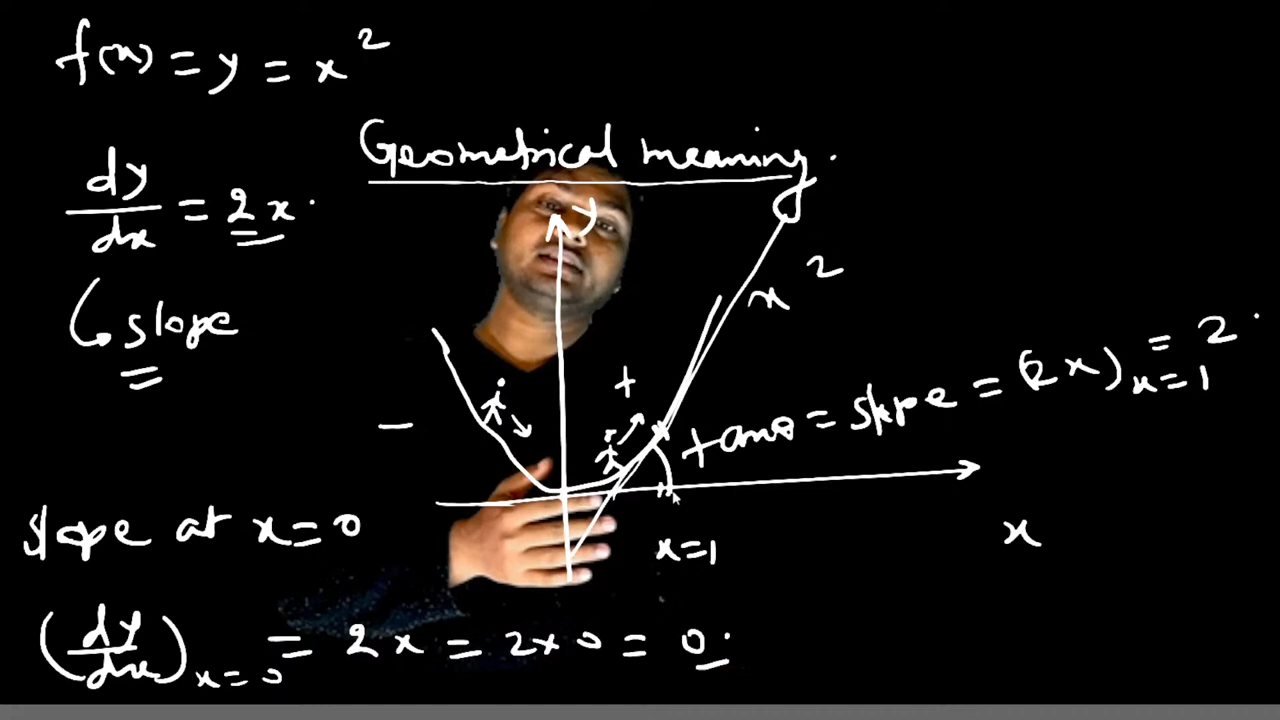 f(x) = y = x²
Geometrical meaning.
dy/dx = 2x.
↳ slope
y
x²
+
−
tanθ = slope = (2x)x=1 = 2.
slope at x=0
x=1
x
(dy/dx)x=0 = 2x = 2×0 = 0.